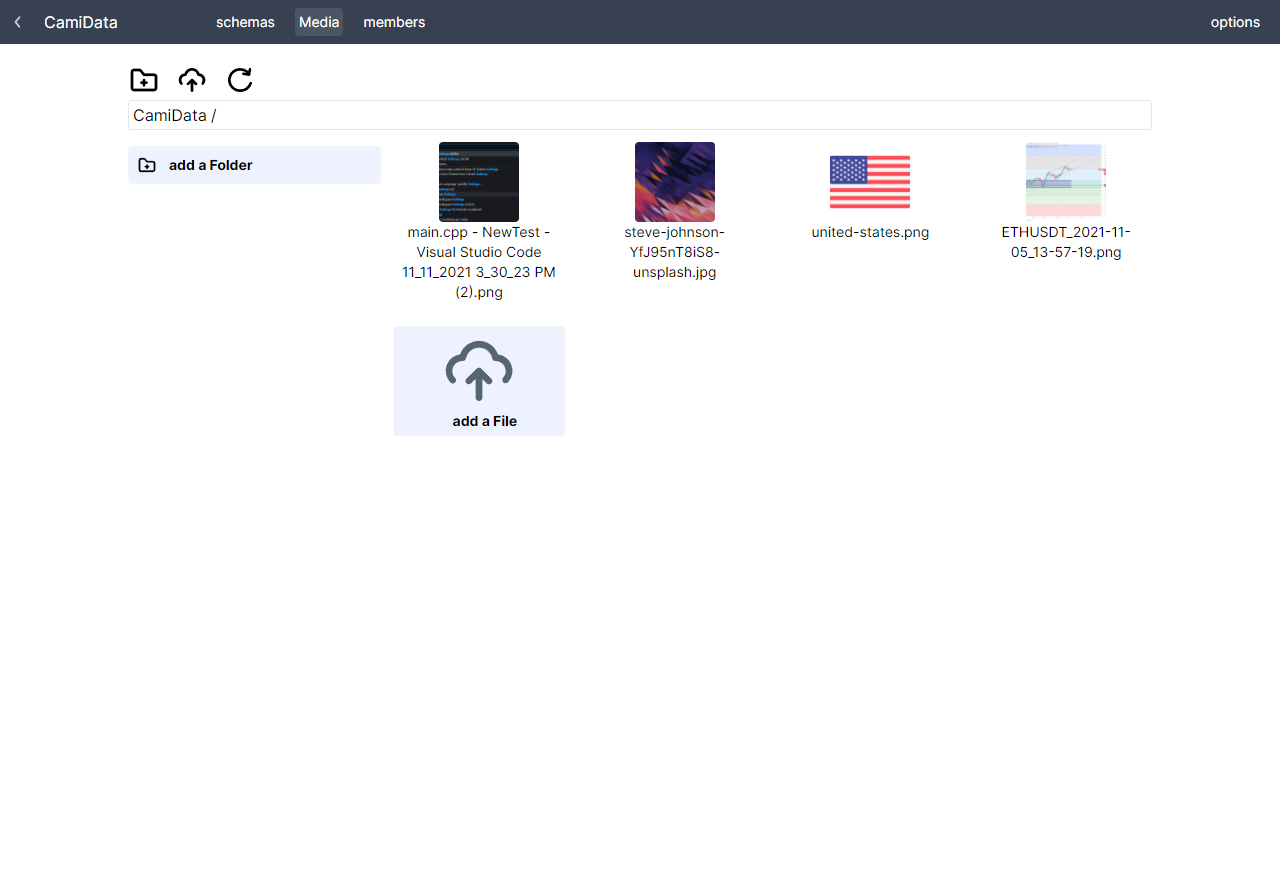 CamiData schemas Media members options
CamiData /
add a Folder
main.cpp - NewTest -
Visual Studio Code
11_11_2021 3_30_23 PM
(2).png
steve-johnson-
YfJ95nT8iS8-
unsplash.jpg
united-states.png
ETHUSDT_2021-11-
05_13-57-19.png
add a File